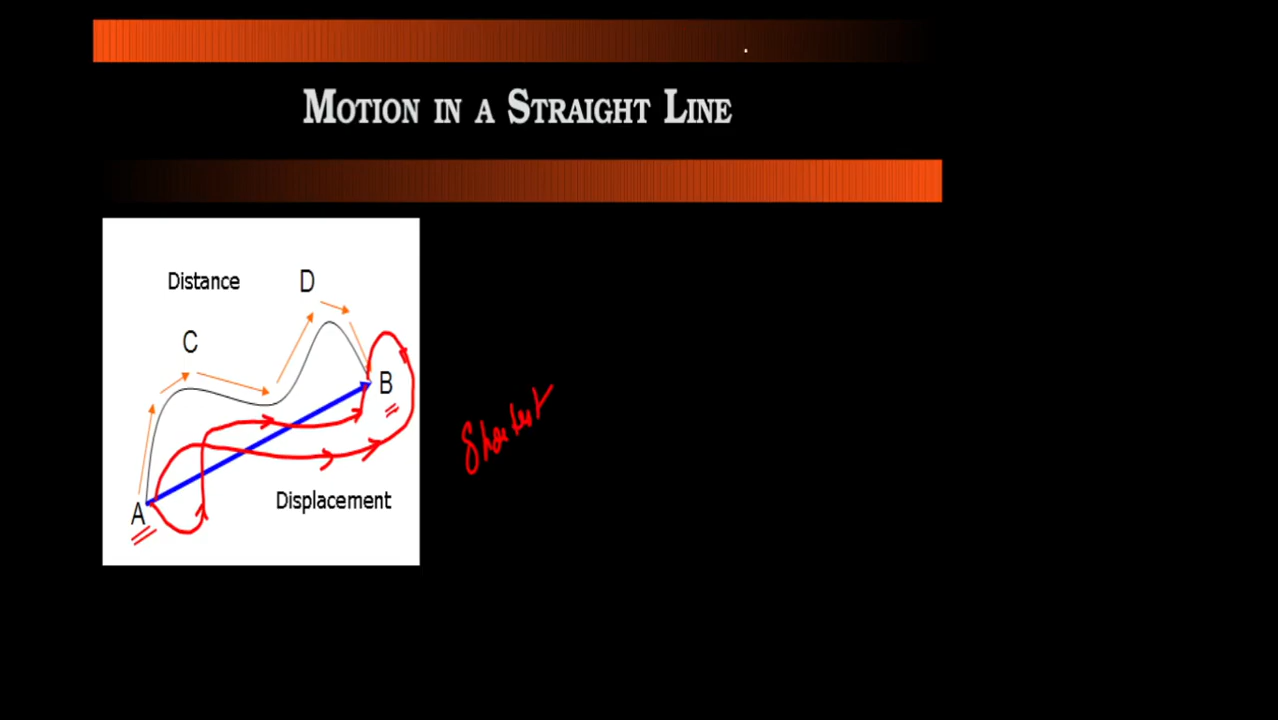 MOTION IN A STRAIGHT LINE
Distance
D
C
B
A
Displacement
Shortest